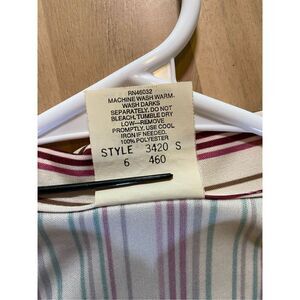 RN46032
MACHINE WASH WARM.
WASH DARKS
SEPARATELY. DO NOT
BLEACH. TUMBLE DRY
LOW—REMOVE
PROMPTLY. USE COOL
IRON IF NEEDED.
100% POLYESTER
STYLE 3420 S
6 460